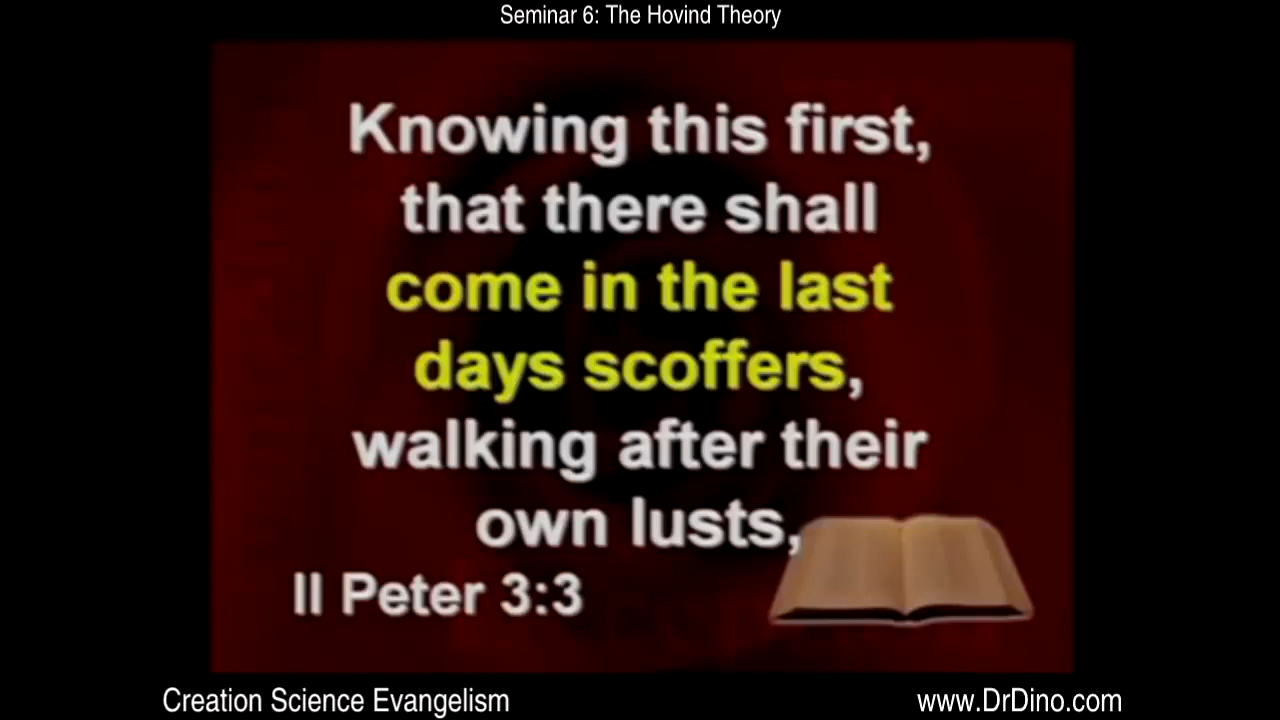 Seminar 6: The Hovind Theory
Knowing this first,
that there shall
come in the last
days scoffers,
walking after their
own lusts,
II Peter 3:3
Creation Science Evangelism
www.DrDino.com